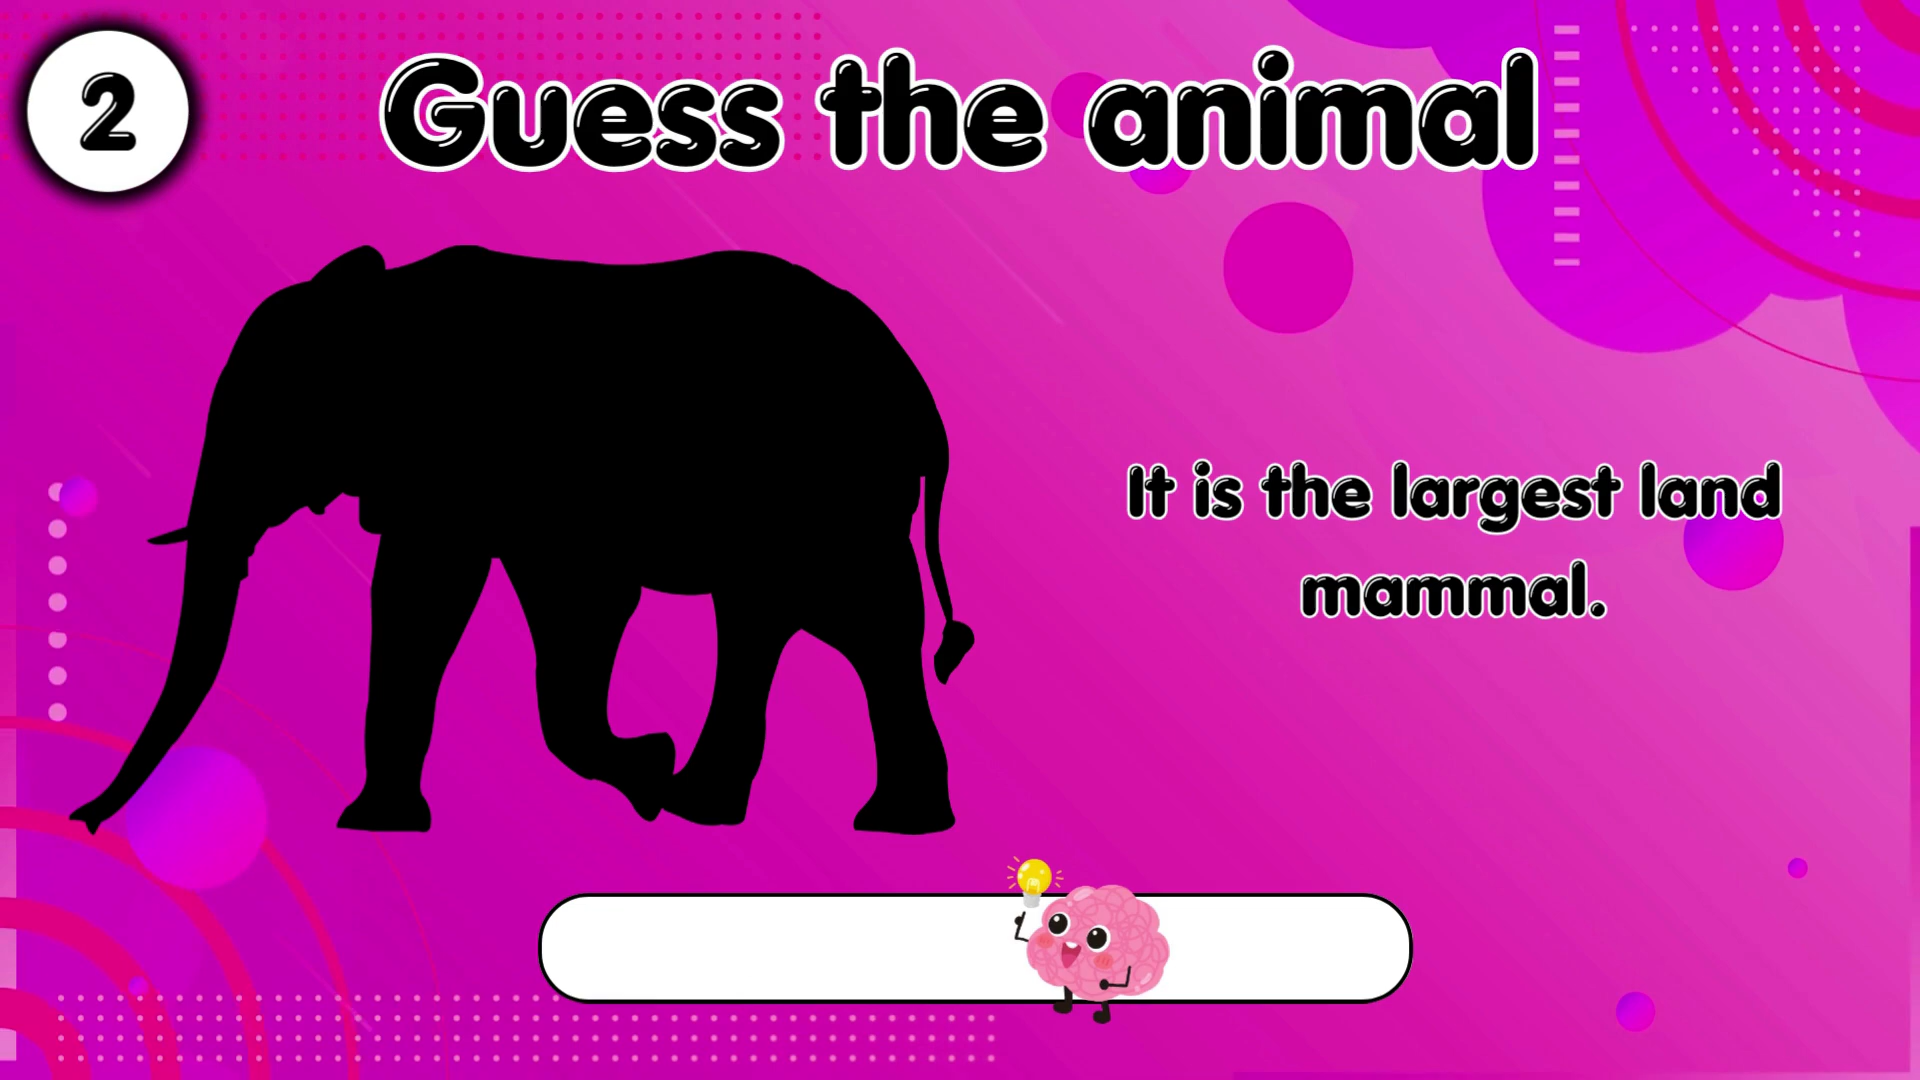 2
Guess the animal
It is the largest land
mammal.